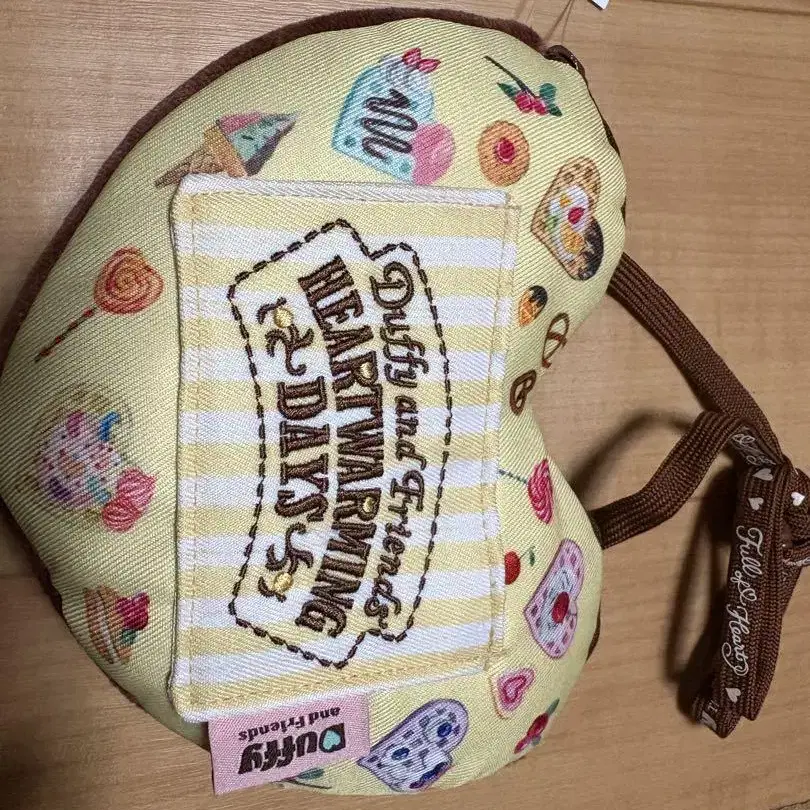 Duffy and Friends
HEARTWARMING
DAYS
Duffy
and Friends
Full of Heart